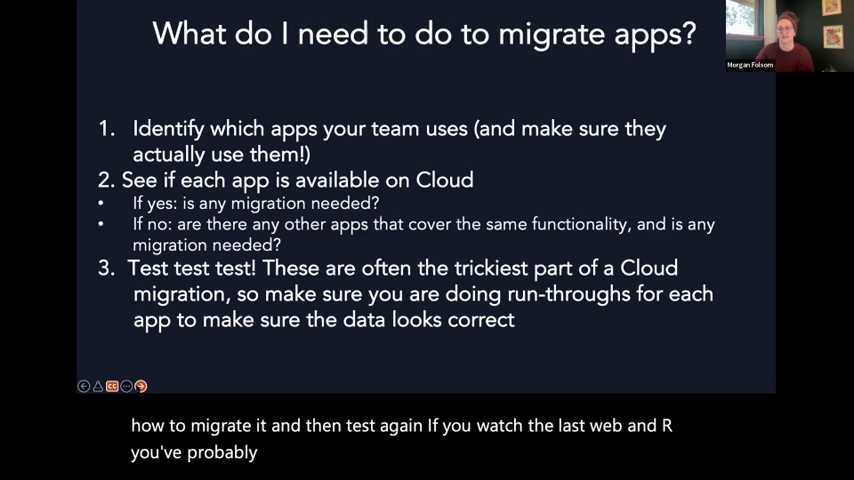 What do I need to do to migrate apps?
Morgan Folsom
1. Identify which apps your team uses (and make sure they
actually use them!)
2. See if each app is available on Cloud
• If yes: is any migration needed?
• If no: are there any other apps that cover the same functionality, and is any
migration needed?
3. Test test test! These are often the trickiest part of a Cloud
migration, so make sure you are doing run-throughs for each
app to make sure the data looks correct
CC
how to migrate it and then test again If you watch the last web and R
you've probably